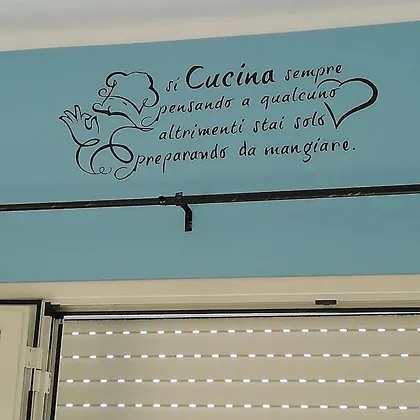 si Cucina sempre
pensando a qualcuno
altrimenti stai solo
preparando da mangiare.